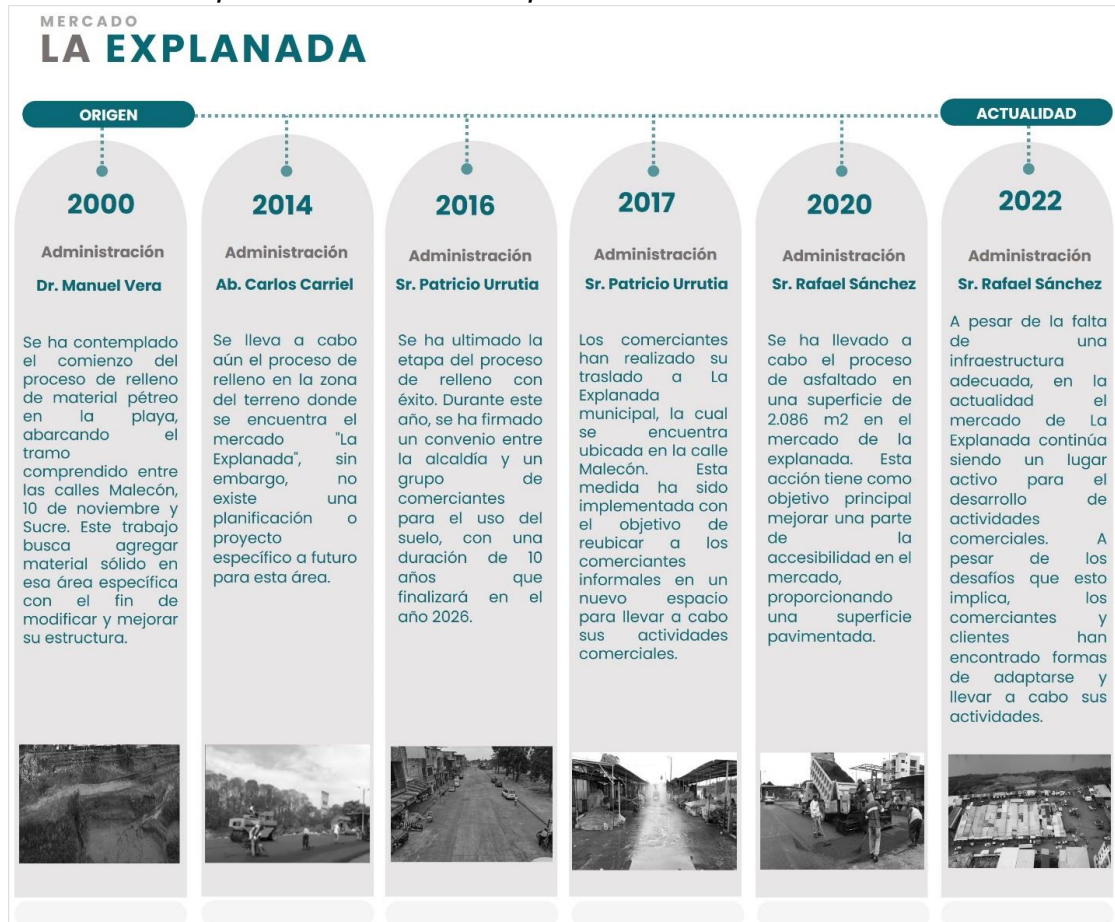 MERCADO
LA EXPLANADA
ORIGEN
ACTUALIDAD
2000
Administración
Dr. Manuel Vera
Se ha contemplado
el comienzo del
proceso de relleno
de material pétreo
en la playa,
abarcando el
tramo
comprendido entre
las calles Malecón,
10 de noviembre y
Sucre. Este trabajo
busca agregar
material sólido en
esa área específica
con el fin de
modificar y mejorar
su estructura.
2014
Administración
Ab. Carlos Carriel
Se lleva a cabo
aún el proceso de
relleno en la zona
del terreno donde
se encuentra el
mercado "La
Explanada", sin
embargo, no
existe una
planificación o
proyecto
específico a futuro
para esta área.
2016
Administración
Sr. Patricio Urrutia
Se ha ultimado la
etapa del proceso
de relleno con
éxito. Durante este
año, se ha firmado
un convenio entre
la alcaldía y un
grupo de
comerciantes
para el uso del
suelo, con una
duración de 10
años que
finalizará en el
año 2026.
2017
Administración
Sr. Patricio Urrutia
Los comerciantes
han realizado su
traslado a La
Explanada
municipal, la cual
se encuentra
ubicada en la calle
Malecón. Esta
medida ha sido
implementada con
el objetivo de
reubicar a los
comerciantes
informales en un
nuevo espacio
para llevar a cabo
sus actividades
comerciales.
2020
Administración
Sr. Rafael Sánchez
Se ha llevado a
cabo el proceso
de asfaltado en
una superficie de
2.086 m2 en el
mercado de la
explanada. Esta
acción tiene como
objetivo principal
mejorar una parte
de la
accesibilidad en el
mercado,
proporcionando
una superficie
pavimentada.
2022
Administración
Sr. Rafael Sánchez
A pesar de la falta
de una
infraestructura
adecuada, en la
actualidad el
mercado de La
Explanada continúa
siendo un lugar
activo para el
desarrollo de
actividades
comerciales. A
pesar de los
desafíos que esto
implica, los
comerciantes y
clientes han
encontrado formas
de adaptarse y
llevar a cabo sus
actividades.